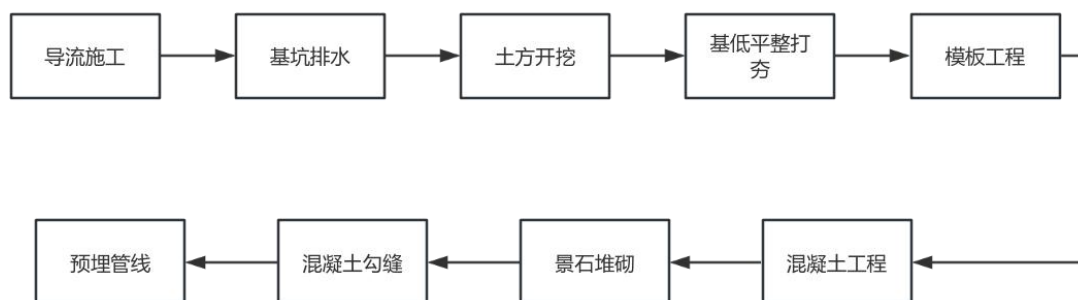 导流施工
基坑排水
土方开挖
基低平整打
夯
模板工程
混凝土工程
景石堆砌
混凝土勾缝
预埋管线